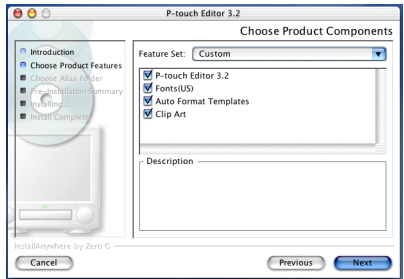 P-touch Editor 3.2
Choose Product Components
Introduction
Choose Product Features
Choose Alias Folder
Pre-Installation Summary
Installing...
Install Complete
Feature Set: Custom
P-touch Editor 3.2
Fonts(US)
Auto Format Templates
Clip Art
Description
InstallAnywhere by Zero G
Cancel
Previous
Next